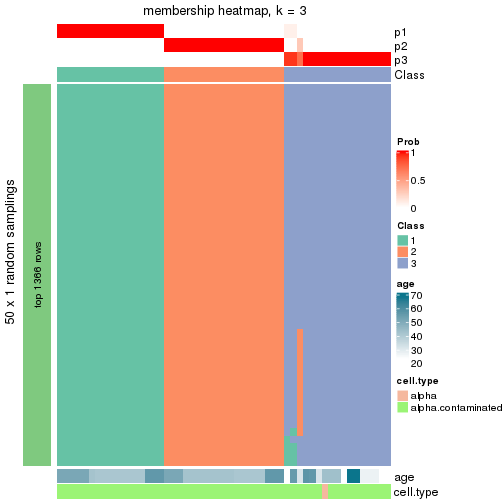 membership heatmap, k = 3
p1
p2
p3
Class
50 x 1 random samplings
top 1366 rows
Prob
1
0.5
0
Class
1
2
3
age
70
60
50
40
30
20
cell.type
alpha
alpha.contaminated
age
cell.type